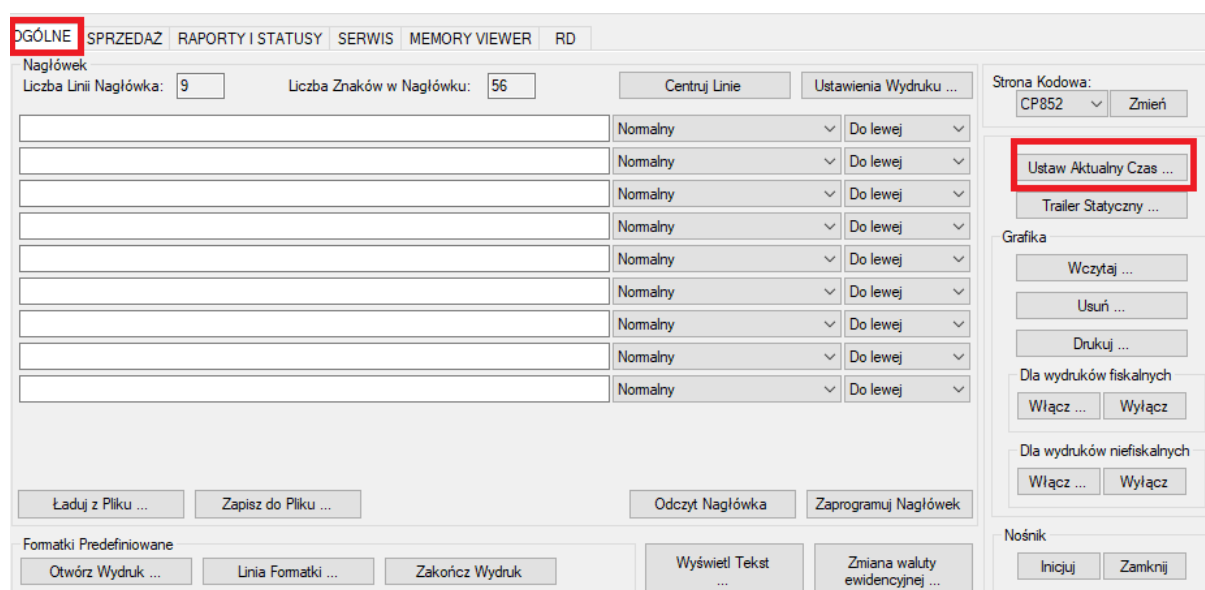 OGÓLNE SPRZEDAŻ RAPORTY I STATUSY SERWIS MEMORY VIEWER RD
Nagłówek
Liczba Linii Nagłówka: 9 Liczba Znaków w Nagłówku: 56 Centruj Linie Ustawienia Wydruku ...
Normalny Do lewej
Normalny Do lewej
Normalny Do lewej
Normalny Do lewej
Normalny Do lewej
Normalny Do lewej
Normalny Do lewej
Normalny Do lewej
Normalny Do lewej
Ładuj z Pliku ... Zapisz do Pliku ... Odczyt Nagłówka Zaprogramuj Nagłówek
Formatki Predefiniowane
Otwórz Wydruk ... Linia Formatki ... Zakończ Wydruk
Wyświetl Tekst
...
Zmiana waluty
ewidencyjnej ...
Strona Kodowa:
CP852 Zmień
Ustaw Aktualny Czas ...
Trailer Statyczny ...
Grafika
Wczytaj ...
Usuń ...
Drukuj ...
Dla wydruków fiskalnych
Włącz ... Wyłącz
Dla wydruków niefiskalnych
Włącz ... Wyłącz
Nośnik
Inicjuj Zamknij